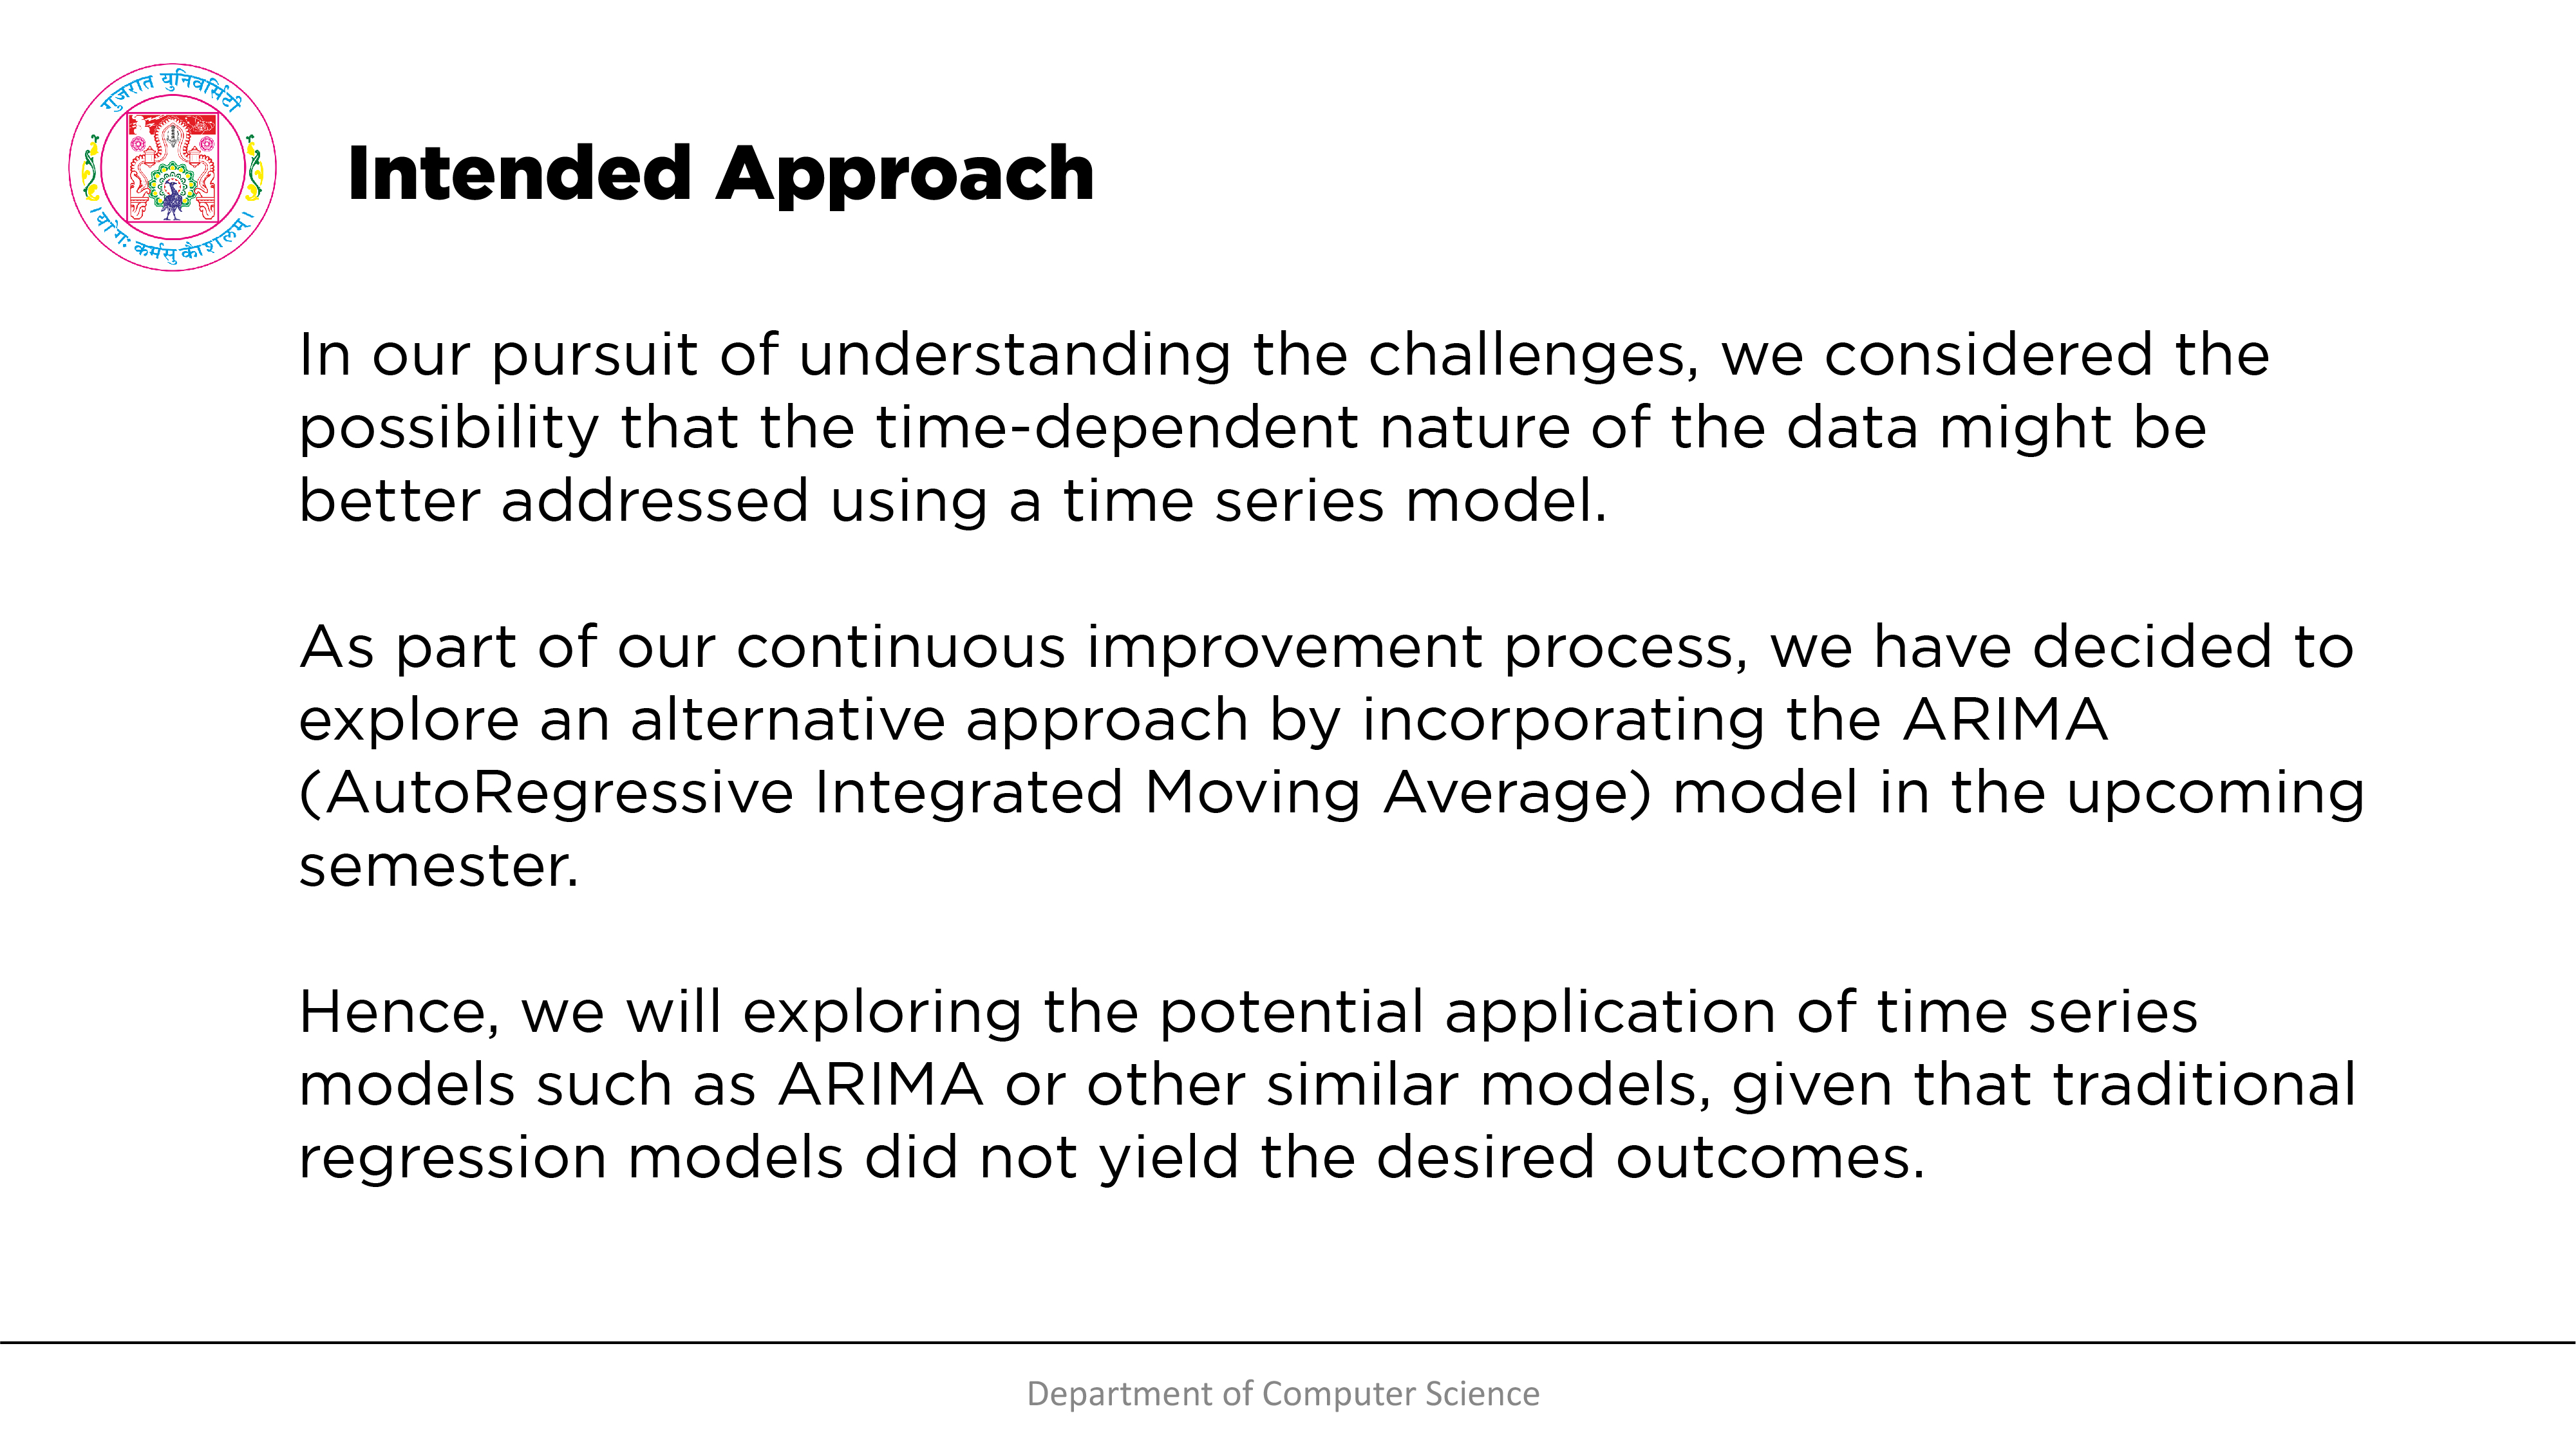 गुजरात युनिवर्सिटी
। योगः कर्मसु कौशलम् ।
Intended Approach
In our pursuit of understanding the challenges, we considered the
possibility that the time-dependent nature of the data might be
better addressed using a time series model.
As part of our continuous improvement process, we have decided to
explore an alternative approach by incorporating the ARIMA
(AutoRegressive Integrated Moving Average) model in the upcoming
semester.
Hence, we will exploring the potential application of time series
models such as ARIMA or other similar models, given that traditional
regression models did not yield the desired outcomes.
Department of Computer Science